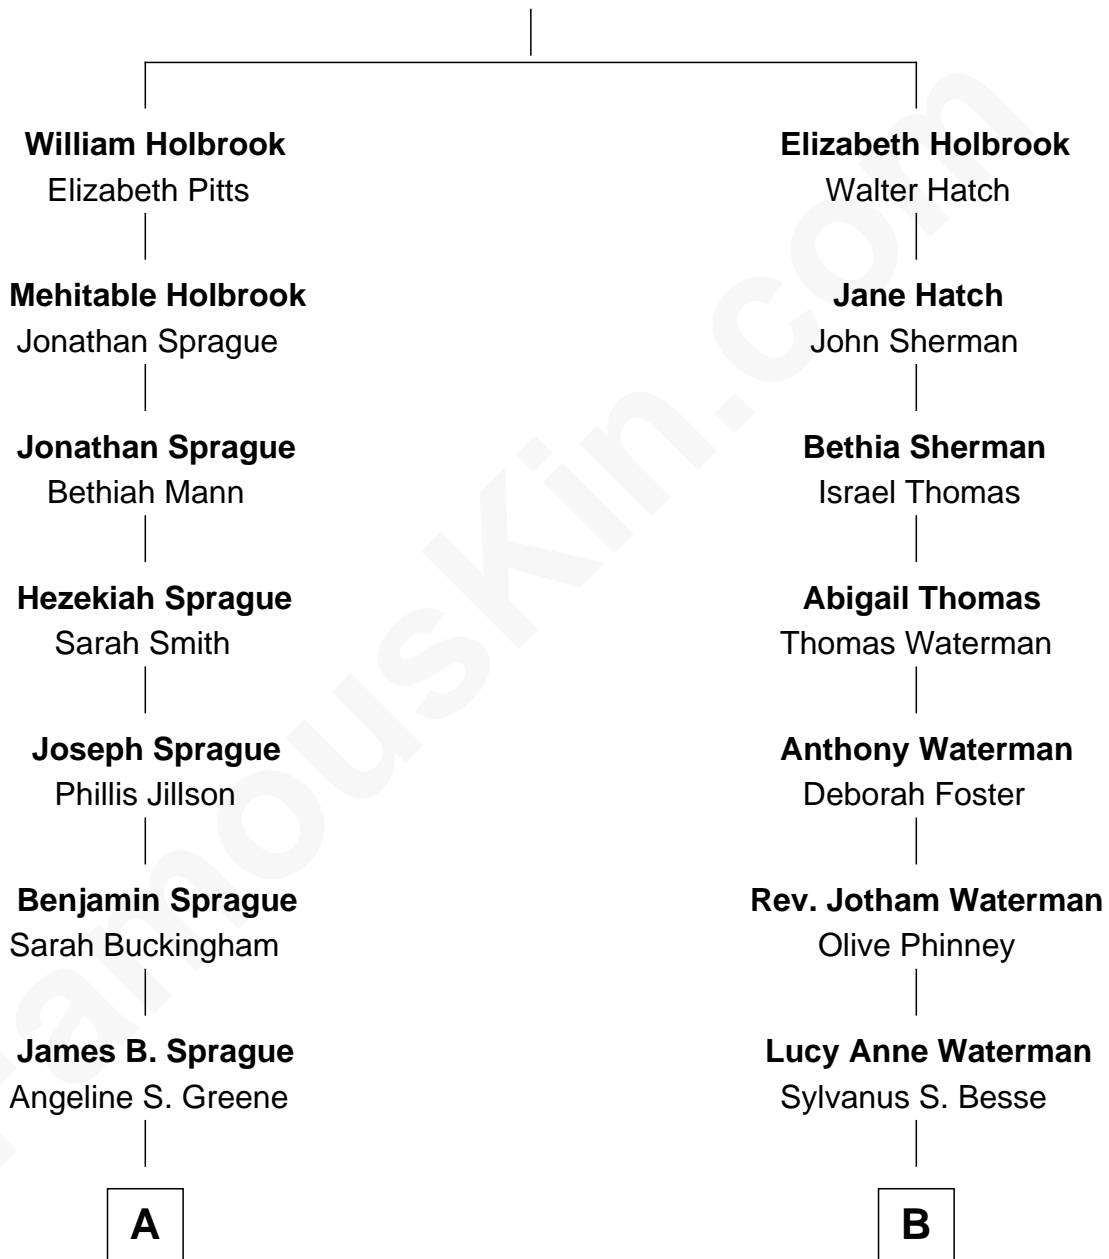 William Holbrook
Elizabeth Pitts
Mehitable Holbrook
Jonathan Sprague
Jonathan Sprague
Bethiah Mann
Hezekiah Sprague
Sarah Smith
Joseph Sprague
Phillis Jillson
Benjamin Sprague
Sarah Buckingham
James B. Sprague
Angeline S. Greene
A
Elizabeth Holbrook
Walter Hatch
Jane Hatch
John Sherman
Bethia Sherman
Israel Thomas
Abigail Thomas
Thomas Waterman
Anthony Waterman
Deborah Foster
Rev. Jotham Waterman
Olive Phinney
Lucy Anne Waterman
Sylvanus S. Besse
B
FamousKin.com